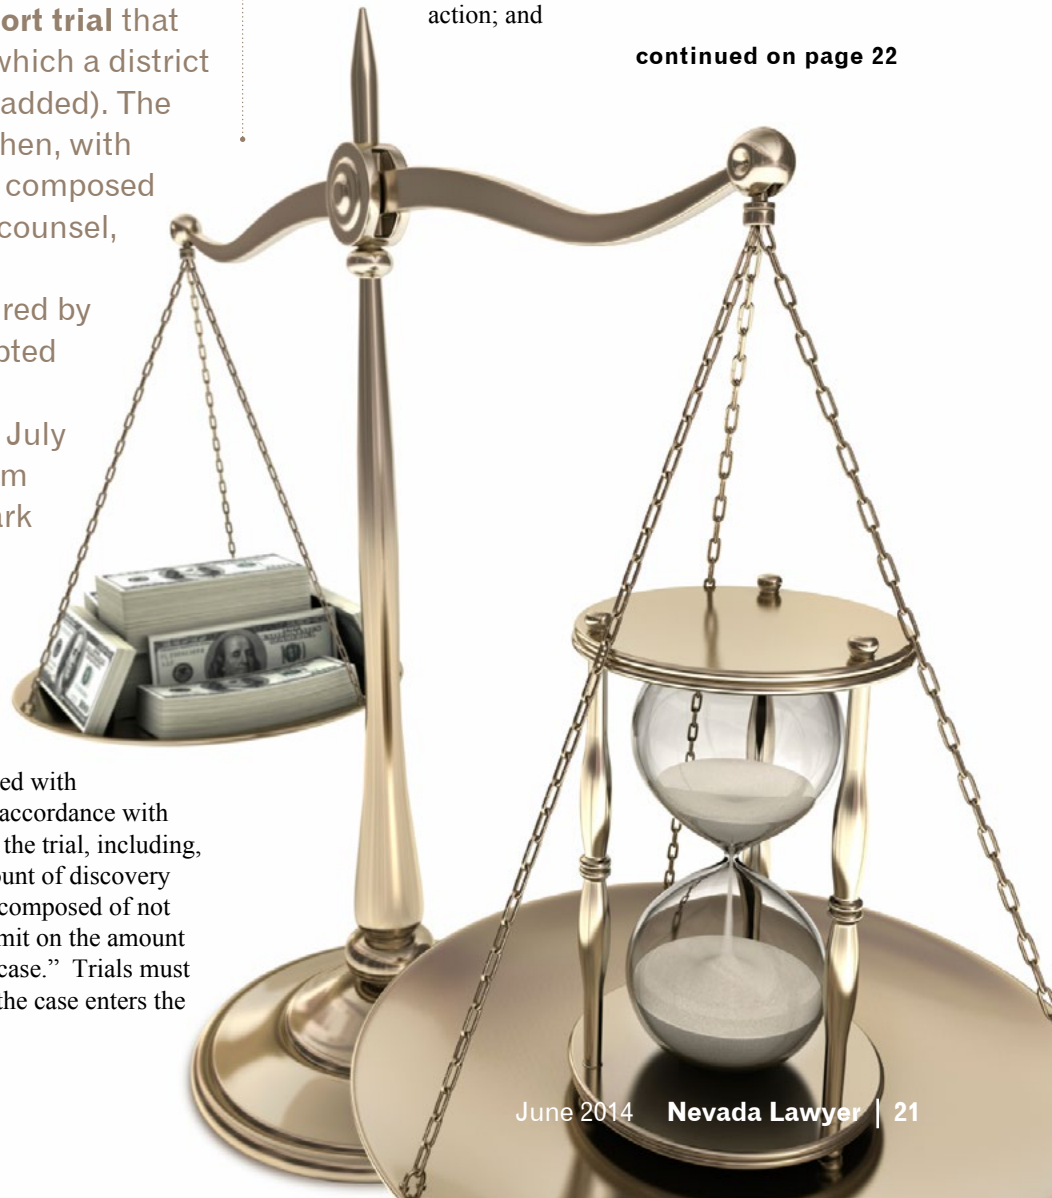 ort trial that
which a district
added). The
hen, with
composed
counsel,
red by
pted
July
m
ark
ed with
accordance with
the trial, including,
ount of discovery
composed of not
mit on the amount
case.” Trials must
the case enters the
action; and
continued on page 22
June 2014 Nevada Lawyer | 21